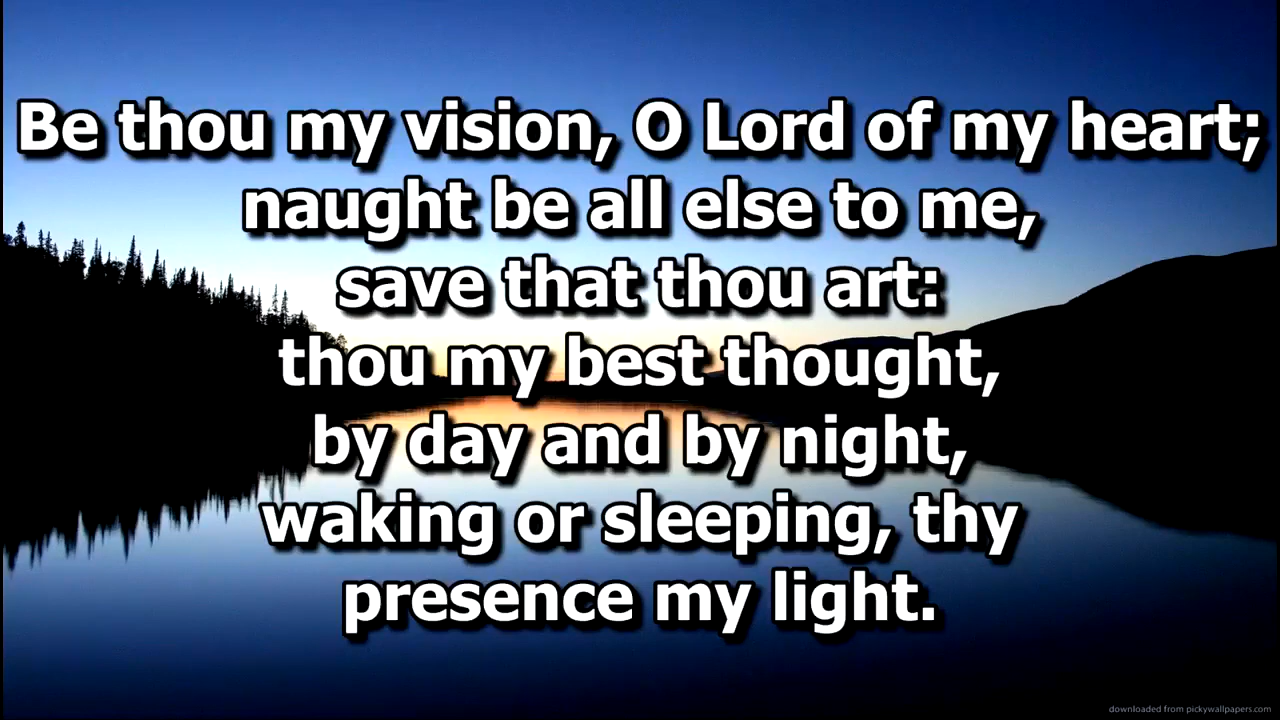 Be thou my vision, O Lord of my heart;
naught be all else to me,
save that thou art:
thou my best thought,
by day and by night,
waking or sleeping, thy
presence my light.
downloaded from pickywallpapers.com